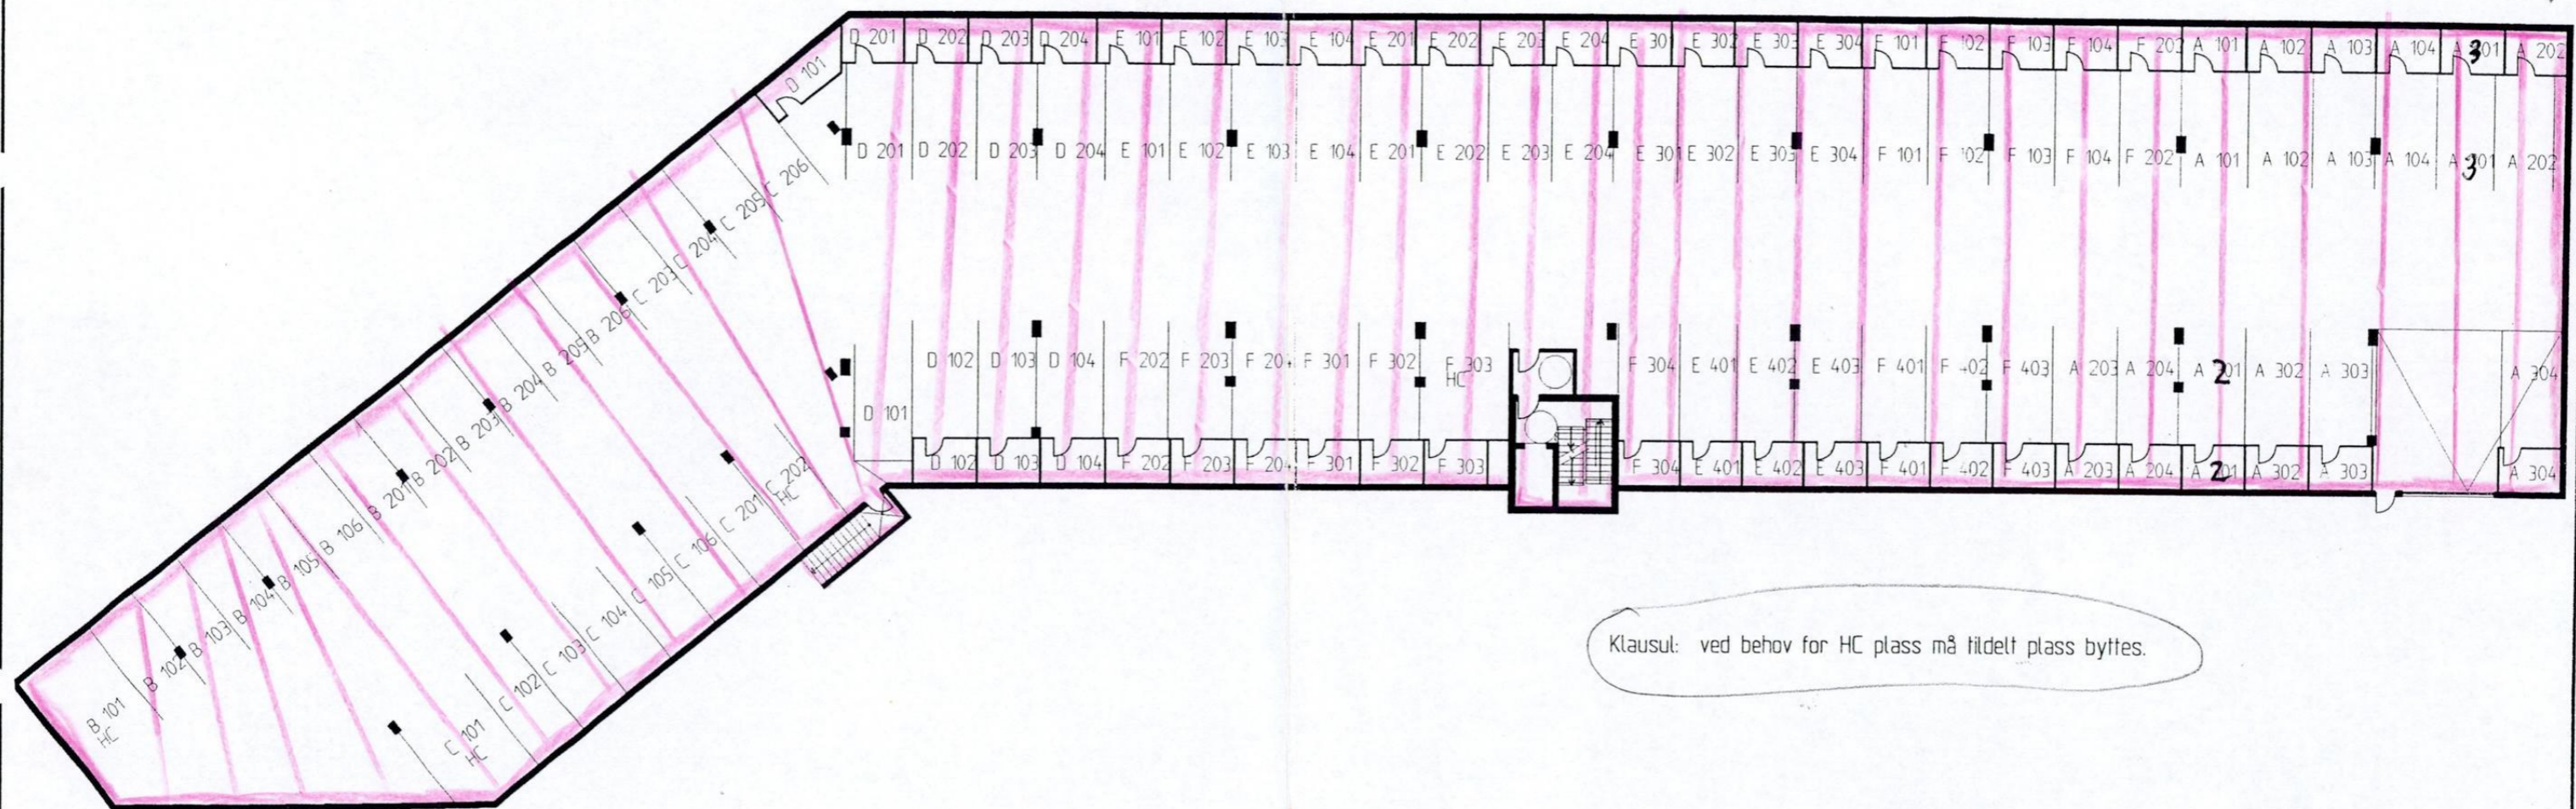 D 201 D 202 D 203 D 204 E 101 E 102 E 103 E 104 E 201 E 202 E 203 E 204 E 301 E 302 E 303 E 304 F 101 F 102 F 103 F 104 F 202 A 101 A 102 A 103 A 104 A 301 A 202
D 101
D 201 D 202 D 203 D 204 E 101 E 102 E 103 E 104 E 201 E 202 E 203 E 204 E 301 E 302 E 303 E 304 F 101 F 102 F 103 F 104 F 202 A 101 A 102 A 103 A 104 A 301 A 202
B 101 HC B 102 B 103 B 104 B 105 B 106 B 201 B 202 B 203 B 204 B 205 B 206 C 203 C 204 C 205 C 206
C 101 HC C 102 C 103 C 104 C 105 C 106 C 201 C 202 HC
D 101
D 102 D 103 D 104 F 202 F 203 F 204 F 301 F 302 F 303 F 304 E 401 E 402 E 403 F 401 F 402 F 403 A 203 A 204 A 201 A 302 A 303 A 304
HC
D 102 D 103 D 104 F 202 F 203 F 204 F 301 F 302 F 303 F 304 E 401 E 402 E 403 F 401 F 402 F 403 A 203 A 204 A 201 A 302 A 303 A 304
Klausul: ved behov for HC plass må tildelt plass byttes.